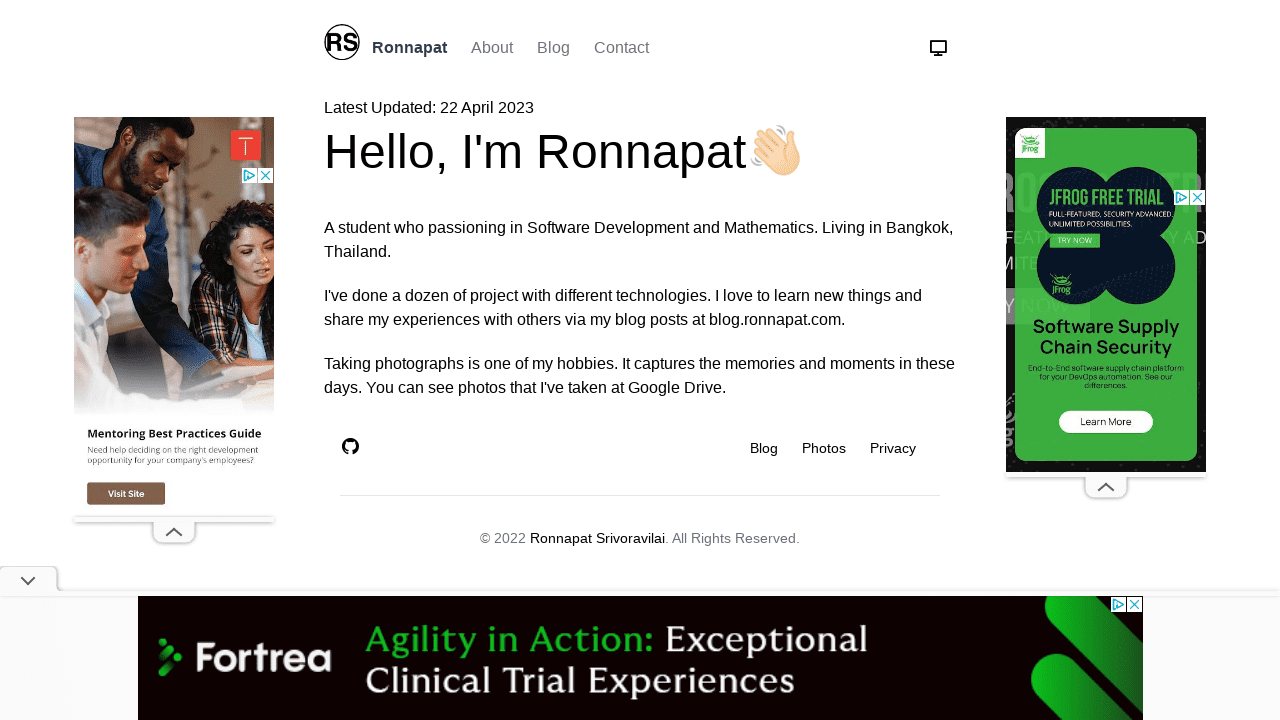 RS
Ronnapat
About
Blog
Contact
Latest Updated: 22 April 2023
Hello, I'm Ronnapat
A student who passioning in Software Development and Mathematics. Living in Bangkok,
Thailand.
I've done a dozen of project with different technologies. I love to learn new things and
share my experiences with others via my blog posts at blog.ronnapat.com.
Taking photographs is one of my hobbies. It captures the memories and moments in these
days. You can see photos that I've taken at Google Drive.
Blog
Photos
Privacy
© 2022 Ronnapat Srivoravilai. All Rights Reserved.
T
Mentoring Best Practices Guide
Need help deciding on the right development
opportunity for your company's employees?
Visit Site
JFrog
JFROG FREE TRIAL
FULL-FEATURED, SECURITY ADVANCED.
UNLIMITED POSSIBILITIES.
TRY NOW
JFrog
Software Supply
Chain Security
End-to-End software supply chain platform
for your DevOps automation. See our
differences.
Learn More
Fortrea
Agility in Action: Exceptional
Clinical Trial Experiences